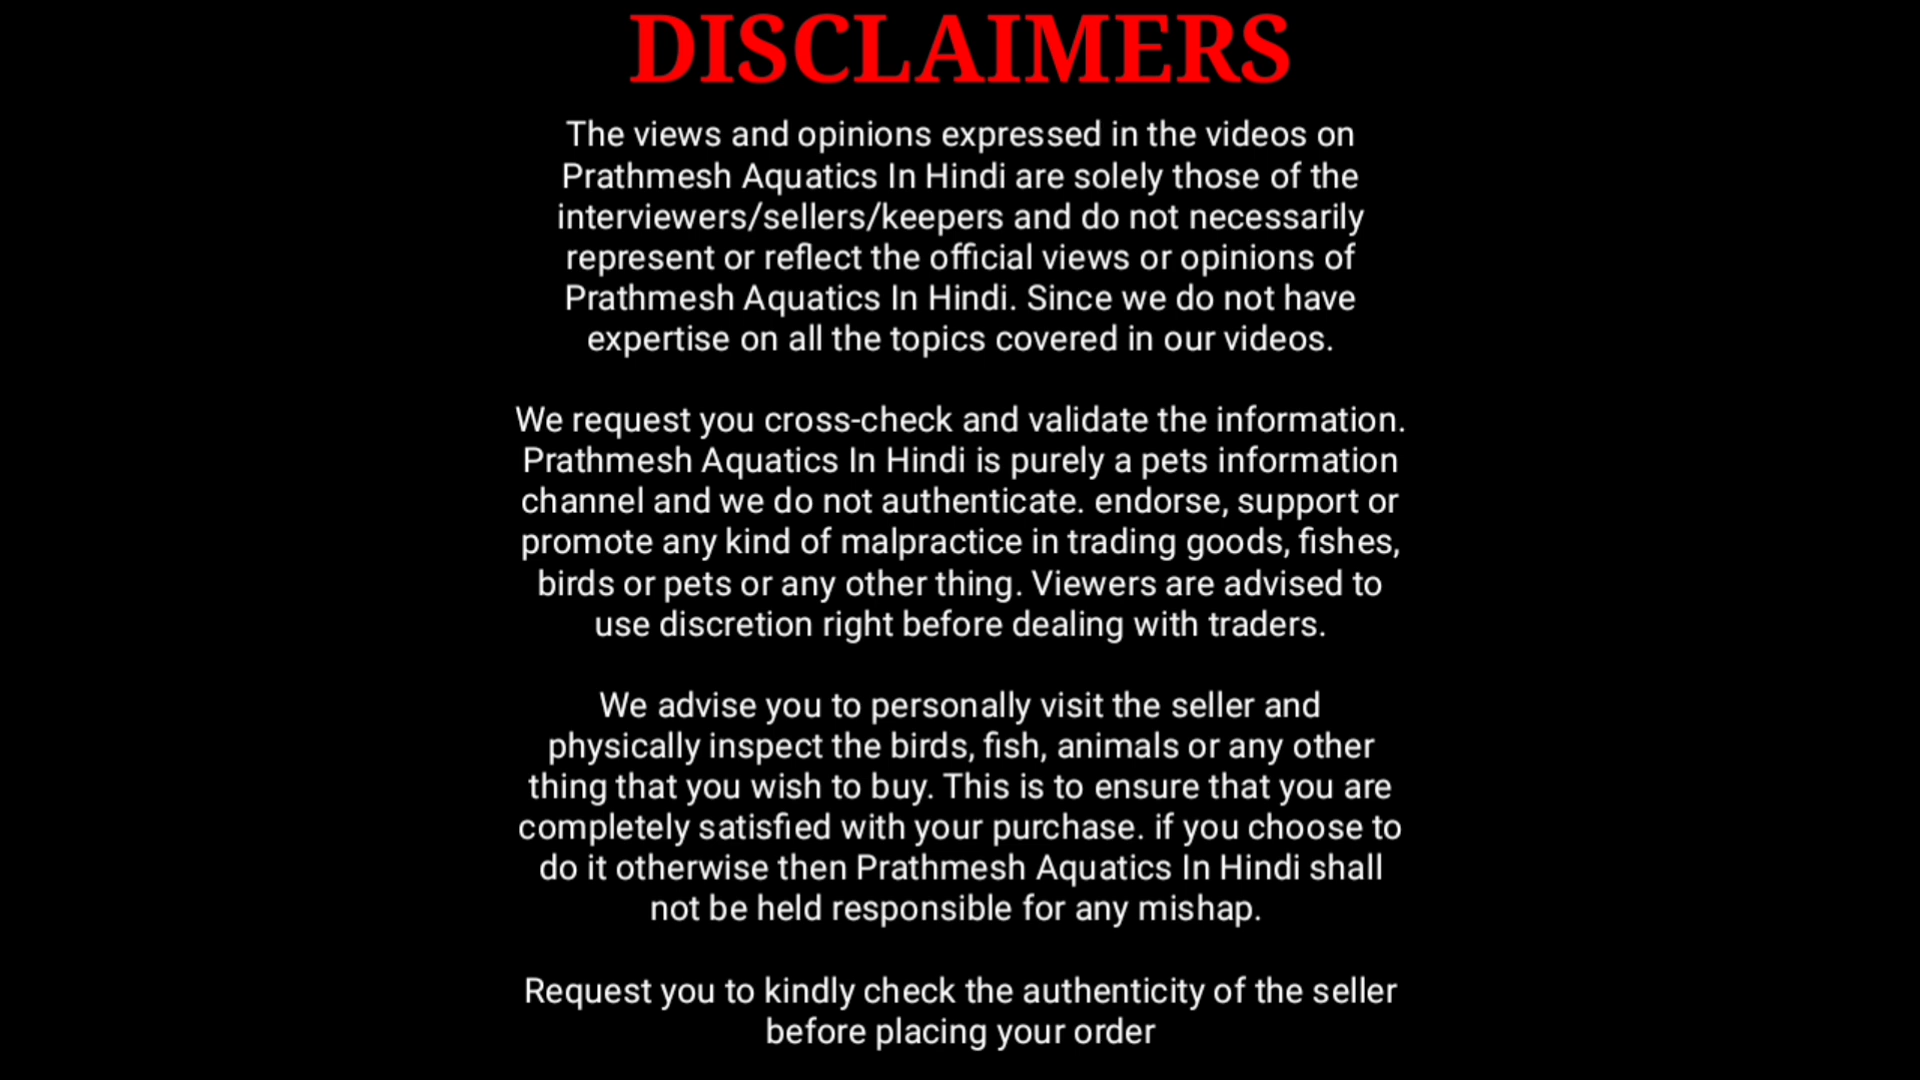 DISCLAIMERS
The views and opinions expressed in the videos on
Prathmesh Aquatics In Hindi are solely those of the
interviewers/sellers/keepers and do not necessarily
represent or reflect the official views or opinions of
Prathmesh Aquatics In Hindi. Since we do not have
expertise on all the topics covered in our videos.
We request you cross-check and validate the information.
Prathmesh Aquatics In Hindi is purely a pets information
channel and we do not authenticate. endorse, support or
promote any kind of malpractice in trading goods, fishes,
birds or pets or any other thing. Viewers are advised to
use discretion right before dealing with traders.
We advise you to personally visit the seller and
physically inspect the birds, fish, animals or any other
thing that you wish to buy. This is to ensure that you are
completely satisfied with your purchase. if you choose to
do it otherwise then Prathmesh Aquatics In Hindi shall
not be held responsible for any mishap.
Request you to kindly check the authenticity of the seller
before placing your order